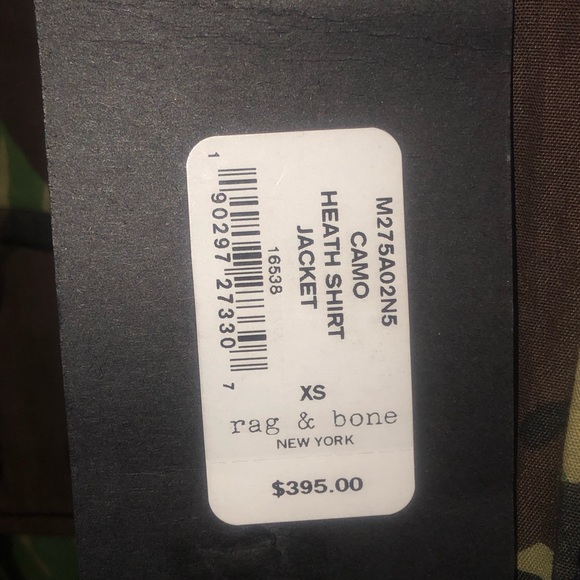 M275A02N5
CAMO
HEATH SHIRT
JACKET
16538
1 90297 27330 7
XS
rag & bone
NEW YORK
$395.00